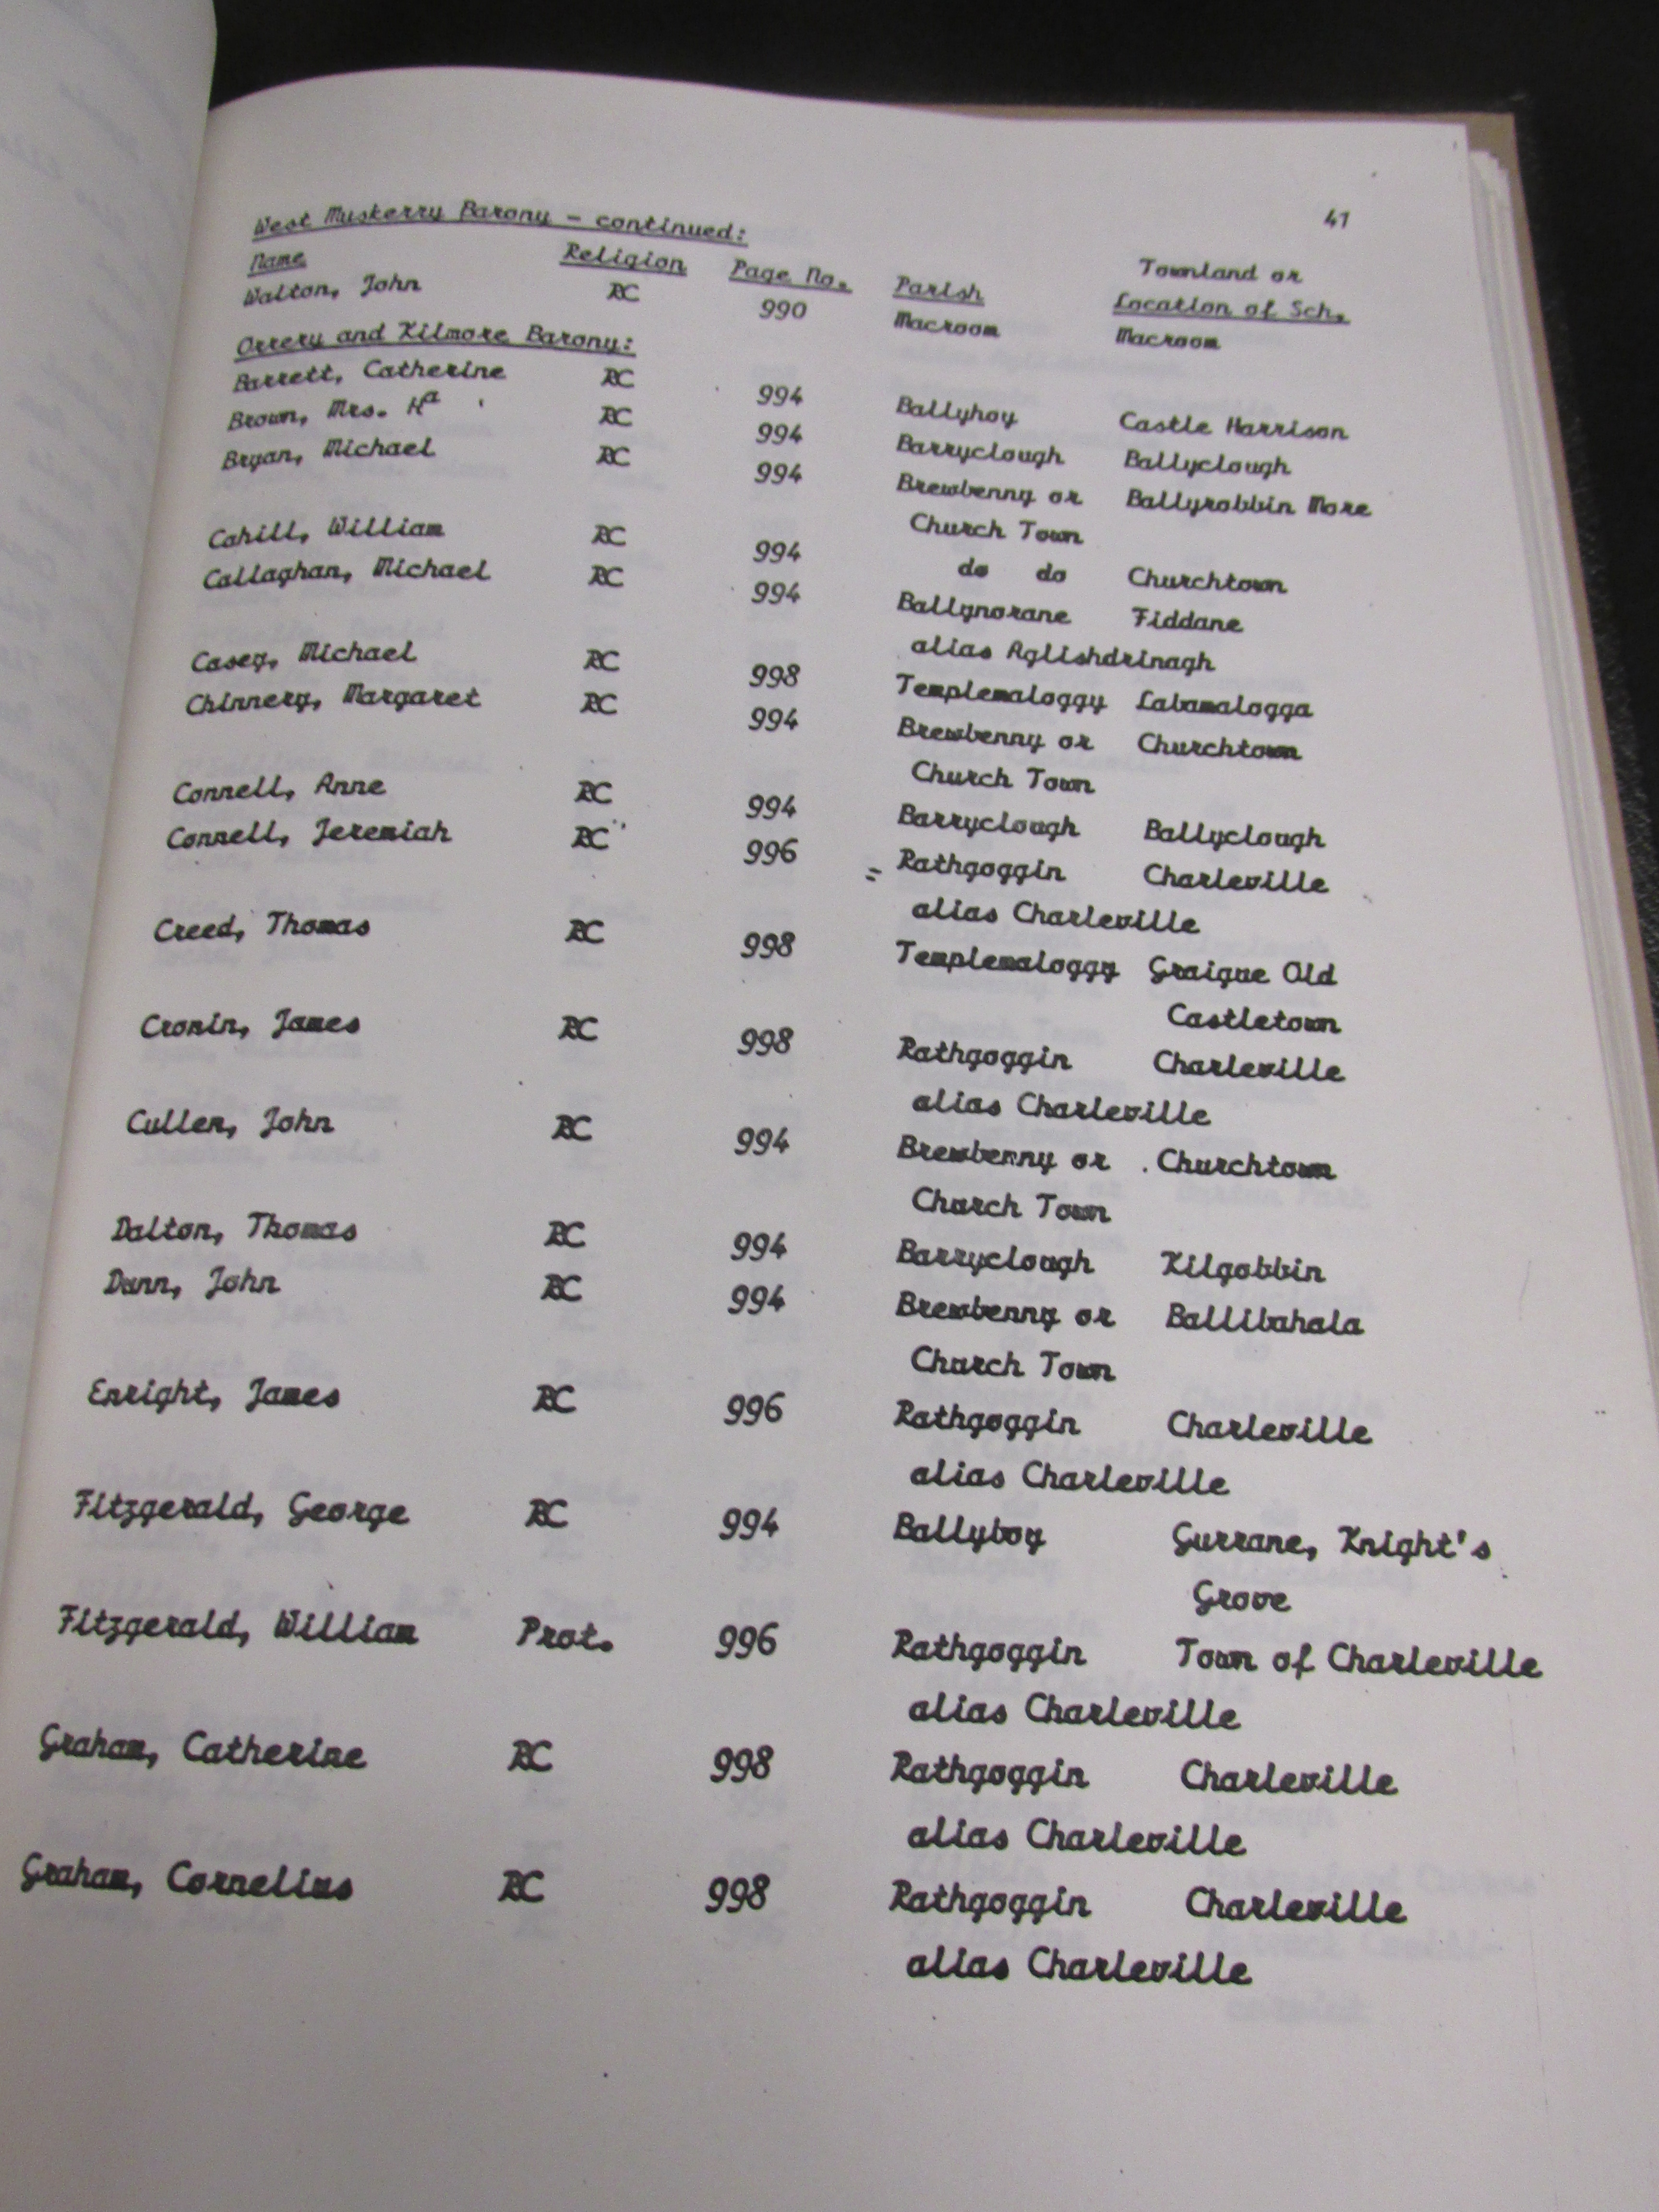 41
West Muskerry Barony - continued:
Townland or
Name Religion Page No. Parish Location of Sch.
Walton, John RC 990 Macroom Macroom
Orrery and Kilmore Barony:
Barrett, Catherine RC 994 Ballyhoy Castle Harrison
Brown, Mrs. Hª RC 994 Barryclough Ballyclough
Bryan, Michael RC 994 Brewbenny or Ballyrobbin More
Church Town
Cahill, William RC 994 do do Churchtown
Callaghan, Michael RC 994 Ballynorane Fiddane
alias Aglishdrinagh
Casey, Michael RC 998 Templemaloggy Labamalogga
Chinnery, Margaret RC 994 Brewbenny or Churchtown
Church Town
Connell, Anne RC 994 Barryclough Ballyclough
Connell, Jeremiah RC 996 Rathgoggin Charleville
alias Charleville
Creed, Thomas RC 998 Templemaloggy Graigue Old
Castletown
Cronin, James RC 998 Rathgoggin Charleville
alias Charleville
Cullen, John RC 994 Brewbenny or Churchtown
Church Town
Dalton, Thomas RC 994 Barryclough Kilgobbin
Dunn, John RC 994 Brewbenny or Ballibahala
Church Town
Enright, James RC 996 Rathgoggin Charleville
alias Charleville
Fitzgerald, George RC 994 Ballyboy Gurrane, Knight's
Grove
Fitzgerald, William Prot. 996 Rathgoggin Town of Charleville
alias Charleville
Graham, Catherine RC 998 Rathgoggin Charleville
alias Charleville
Graham, Cornelius RC 998 Rathgoggin Charleville
alias Charleville